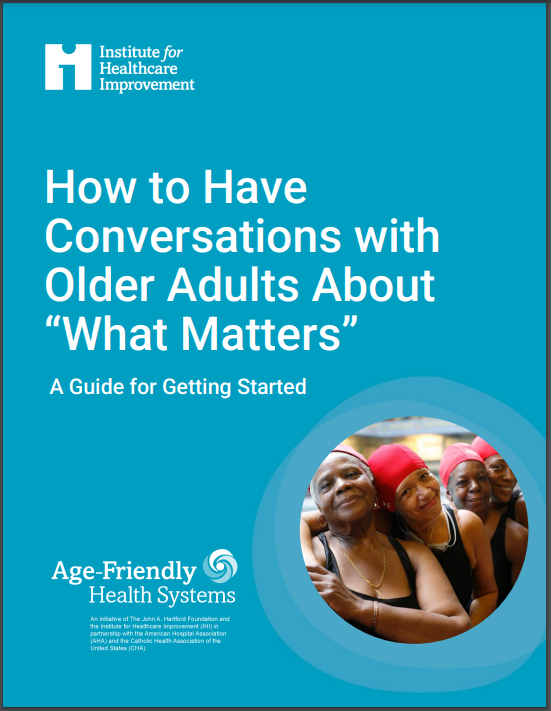 Institute for
Healthcare
Improvement
How to Have
Conversations with
Older Adults About
“What Matters”
A Guide for Getting Started
Age-Friendly
Health Systems
An initiative of The John A. Hartford Foundation and
the Institute for Healthcare Improvement (IHI) in
partnership with the American Hospital Association
(AHA) and the Catholic Health Association of the
United States (CHA).